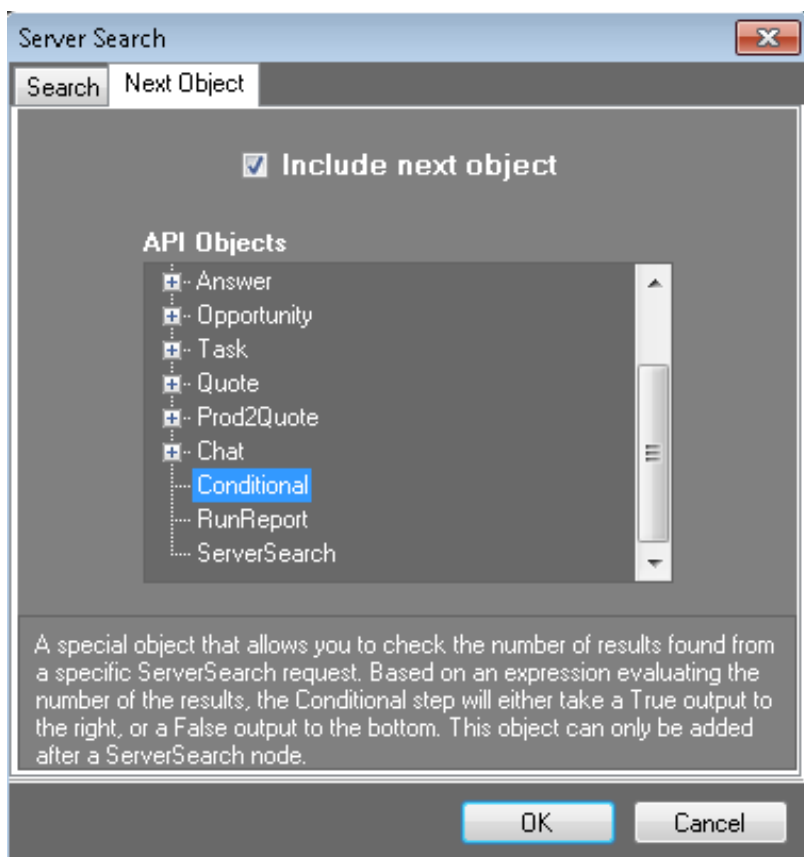 Server Search
Search Next Object
Include next object
API Objects
Answer
Opportunity
Task
Quote
Prod2Quote
Chat
Conditional
RunReport
ServerSearch
A special object that allows you to check the number of results found from
a specific ServerSearch request. Based on an expression evaluating the
number of the results, the Conditional step will either take a True output to
the right, or a False output to the bottom. This object can only be added
after a ServerSearch node.
OK Cancel